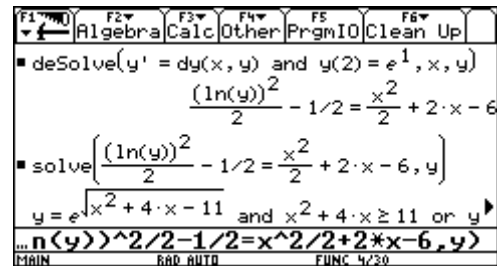 F1 F2 F3 F4 F5 F6
Algebra Calc Other PrgmIO Clean Up
▪ deSolve(y' = dy(x, y) and y(2) = e^1, x, y)
(ln(y))^2/2 - 1/2 = x^2/2 + 2·x - 6
▪ solve((ln(y))^2/2 - 1/2 = x^2/2 + 2·x - 6, y)
y = e^√(x^2 + 4·x - 11) and x^2 + 4·x ≥ 11 or y▶
…n(y))^2/2-1/2=x^2/2+2*x-6,y)
MAIN RAD AUTO FUNC 4/30